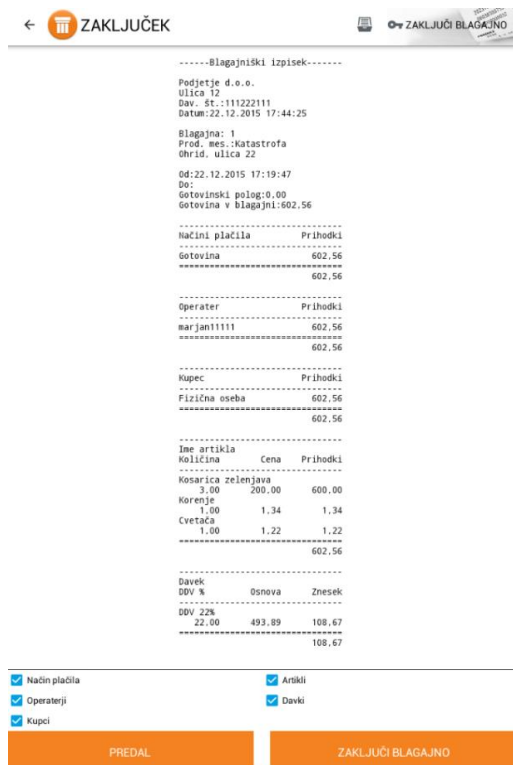 ZAKLJUČEK
ZAKLJUČI BLAGAJNO
------Blagajniški izpisek-------
Podjetje d.o.o.
Ulica 12
Dav. št.:111222111
Datum:22.12.2015 17:44:25
Blagajna: 1
Prod. mes.:Katastrofa
Ohrid. ulica 22
Od:22.12.2015 17:19:47
Do:
Gotovinski polog:0.00
Gotovina v blagajni:602.56
--------------------------------
Načini plačila Prihodki
--------------------------------
Gotovina 602,56
================================
602,56
--------------------------------
Operater Prihodki
--------------------------------
marjan11111 602,56
================================
602,56
--------------------------------
Kupec Prihodki
--------------------------------
Fizična oseba 602,56
================================
602,56
--------------------------------
Ime artikla
Količina Cena Prihodki
--------------------------------
Kosarica zelenjava
3,00 200,00 600,00
Korenje
1,00 1,34 1,34
Cvetača
1,00 1,22 1,22
================================
602,56
--------------------------------
Davek
DDV % Osnova Znesek
--------------------------------
DDV 22%
22,00 493,89 108,67
================================
108,67
Način plačila
Artikli
Operaterji
Davki
Kupci
PREDAL
ZAKLJUČI BLAGAJNO